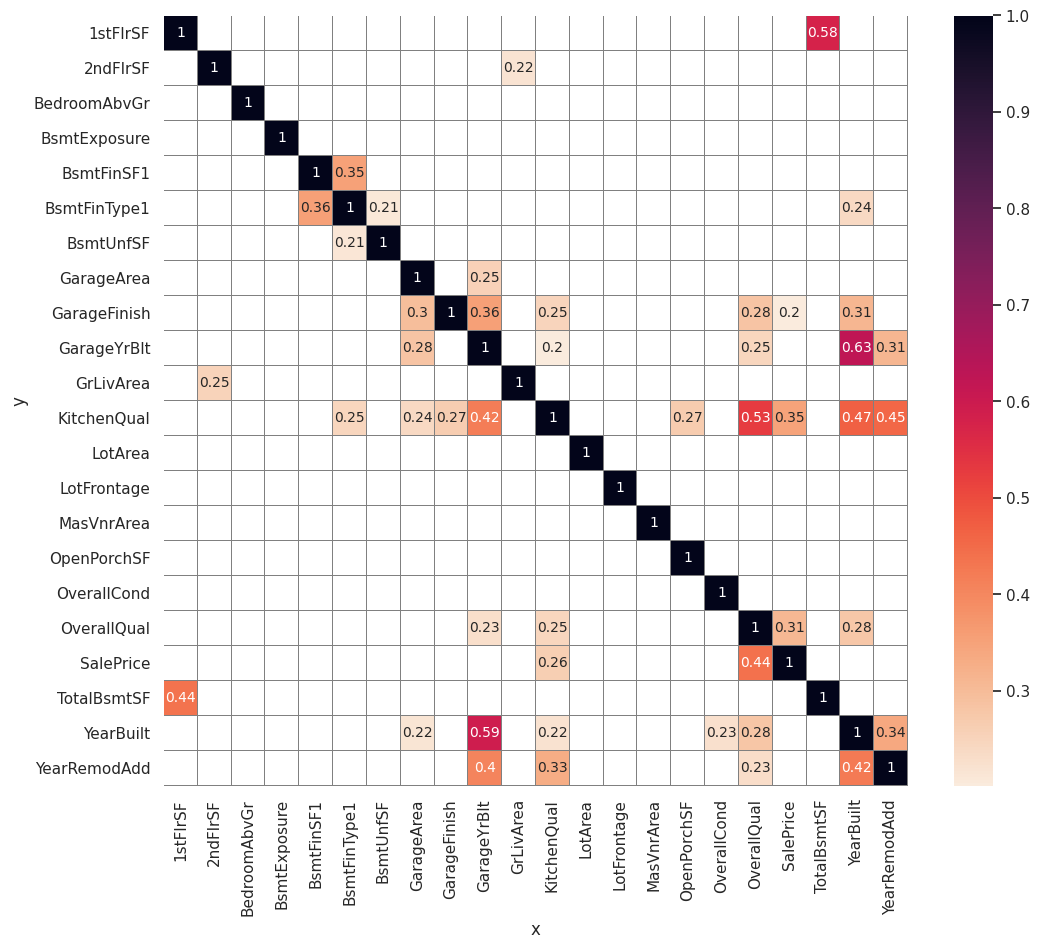 1stFlrSF 1 0.58 1.0
2ndFlrSF 1 0.22
BedroomAbvGr 1 0.9
BsmtExposure 1
BsmtFinSF1 1 0.35
BsmtFinType1 0.36 1 0.21 0.24 0.8
BsmtUnfSF 0.21 1
GarageArea 1 0.25
GarageFinish 0.3 1 0.36 0.25 0.28 0.2 0.31 0.7
GarageYrBlt 0.28 1 0.2 0.25 0.63 0.31
GrLivArea 0.25 1
y
KitchenQual 0.25 0.24 0.27 0.42 1 0.27 0.53 0.35 0.47 0.45 0.6
LotArea 1
LotFrontage 1 0.5
MasVnrArea 1
OpenPorchSF 1
OverallCond 1 0.4
OverallQual 0.23 0.25 1 0.31 0.28
SalePrice 0.26 0.44 1
TotalBsmtSF 0.44 1 0.3
YearBuilt 0.22 0.59 0.22 0.23 0.28 1 0.34
YearRemodAdd 0.4 0.33 0.23 0.42 1
1stFlrSF
2ndFlrSF
BedroomAbvGr
BsmtExposure
BsmtFinSF1
BsmtFinType1
BsmtUnfSF
GarageArea
GarageFinish
GarageYrBlt
GrLivArea
KitchenQual
LotArea
LotFrontage
MasVnrArea
OpenPorchSF
OverallCond
OverallQual
SalePrice
TotalBsmtSF
YearBuilt
YearRemodAdd
x